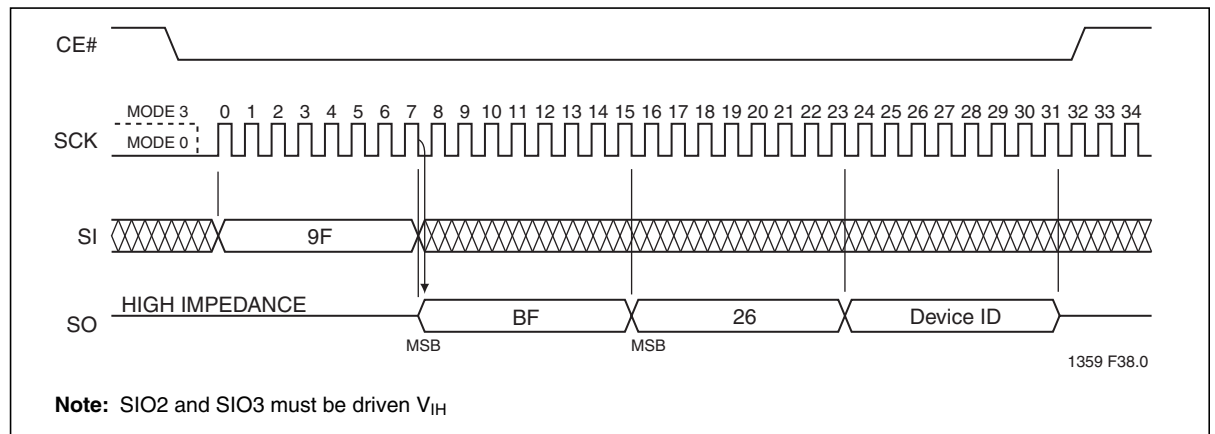 CE#
MODE 3
0 1 2 3 4 5 6 7 8 9 10 11 12 13 14 15 16 17 18 19 20 21 22 23 24 25 26 27 28 29 30 31 32 33 34
SCK
MODE 0
SI
9F
HIGH IMPEDANCE
SO
BF
26
Device ID
MSB
MSB
1359 F38.0
Note: SIO2 and SIO3 must be driven VIH